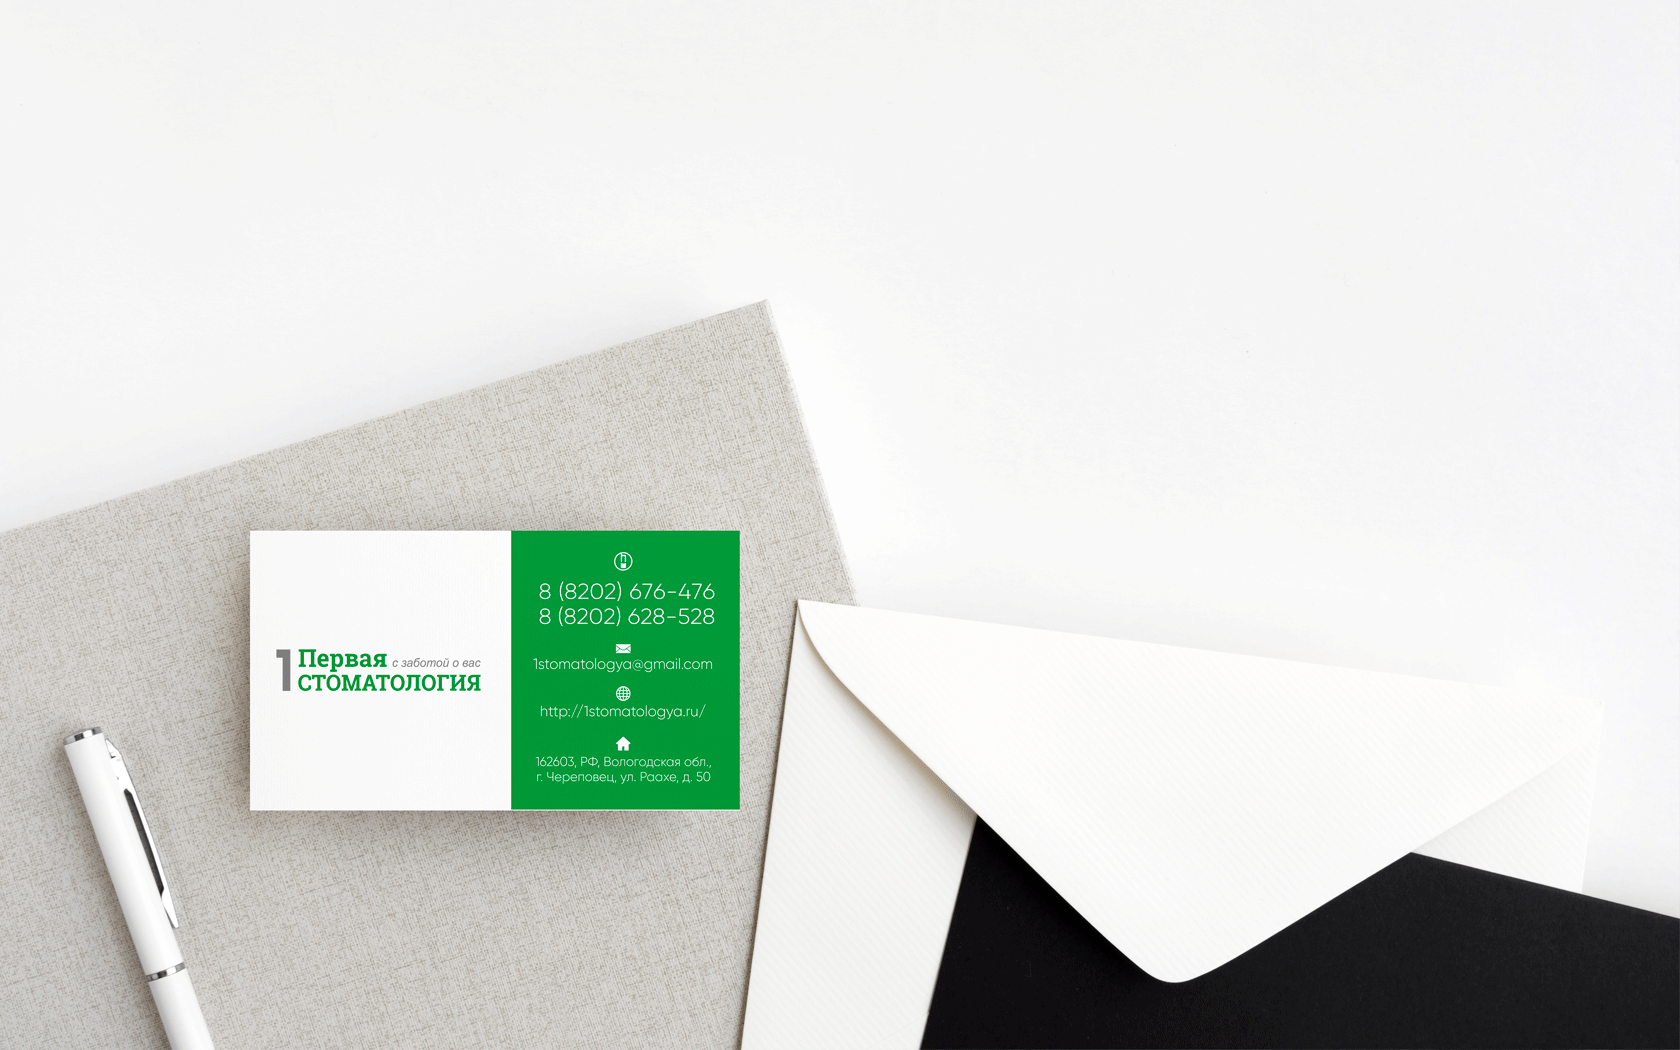 1 Первая с заботой о вас
СТОМАТОЛОГИЯ
8 (8202) 676-476
8 (8202) 628-528
1stomatologya@gmail.com
http://1stomatologya.ru/
162603, РФ, Вологодская обл.,
г. Череповец, ул. Раахе, д. 50